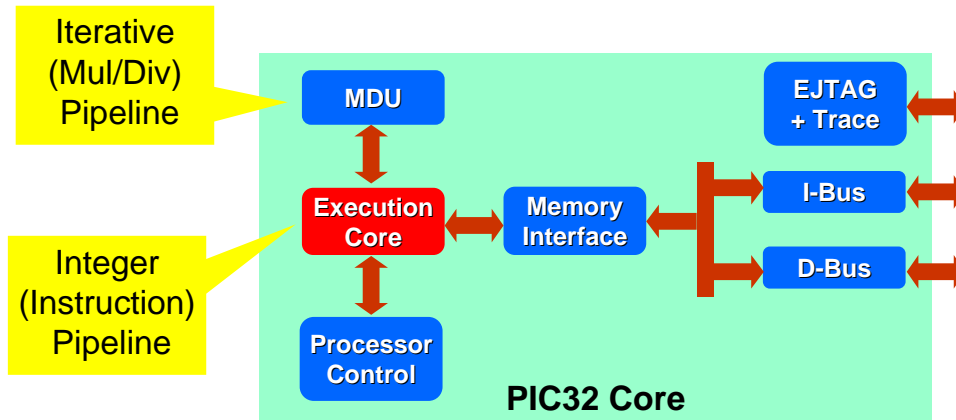 Iterative
(Mul/Div)
Pipeline
MDU
EJTAG
+ Trace
Execution
Core
Memory
Interface
I-Bus
D-Bus
Integer
(Instruction)
Pipeline
Processor
Control
PIC32 Core